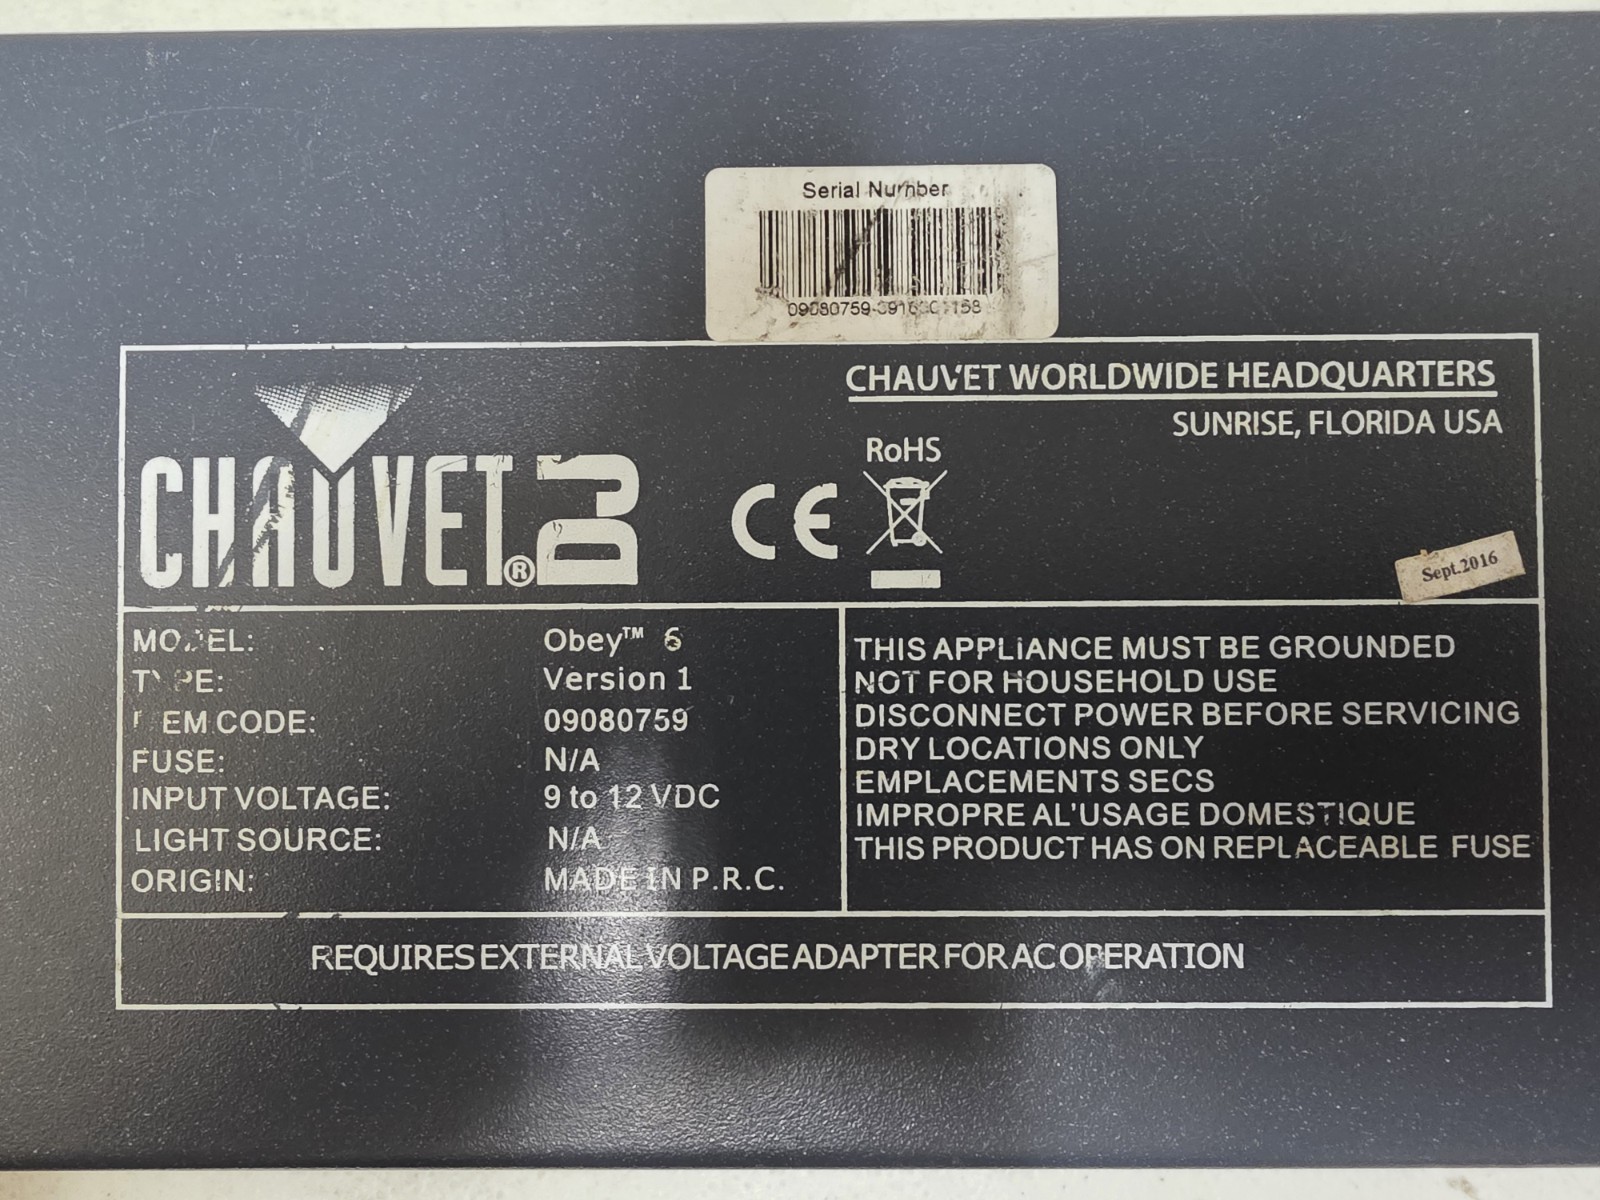 Serial Number
CHAUVET WORLDWIDE HEADQUARTERS
SUNRISE, FLORIDA USA
RoHS
CHAUVET® DJ
CE
Sept.2016
MODEL: Obey™ 6
TYPE: Version 1
ITEM CODE: 09080759
FUSE: N/A
INPUT VOLTAGE: 9 to 12 VDC
LIGHT SOURCE: N/A
ORIGIN: MADE IN P.R.C.
THIS APPLIANCE MUST BE GROUNDED
NOT FOR HOUSEHOLD USE
DISCONNECT POWER BEFORE SERVICING
DRY LOCATIONS ONLY
EMPLACEMENTS SECS
IMPROPRE AL'USAGE DOMESTIQUE
THIS PRODUCT HAS ON REPLACEABLE FUSE
REQUIRES EXTERNAL VOLTAGE ADAPTER FOR AC OPERATION